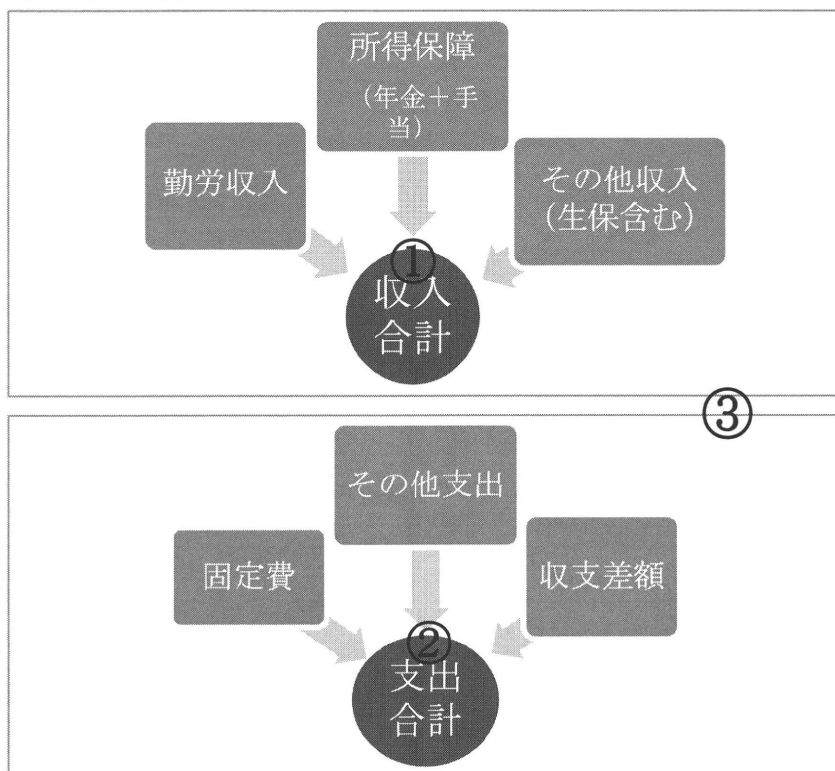 所得保障
（年金＋手
当）
勤労収入
その他収入
（生保含む）
①
収入
合計
③
その他支出
固定費
収支差額
②
支出
合計